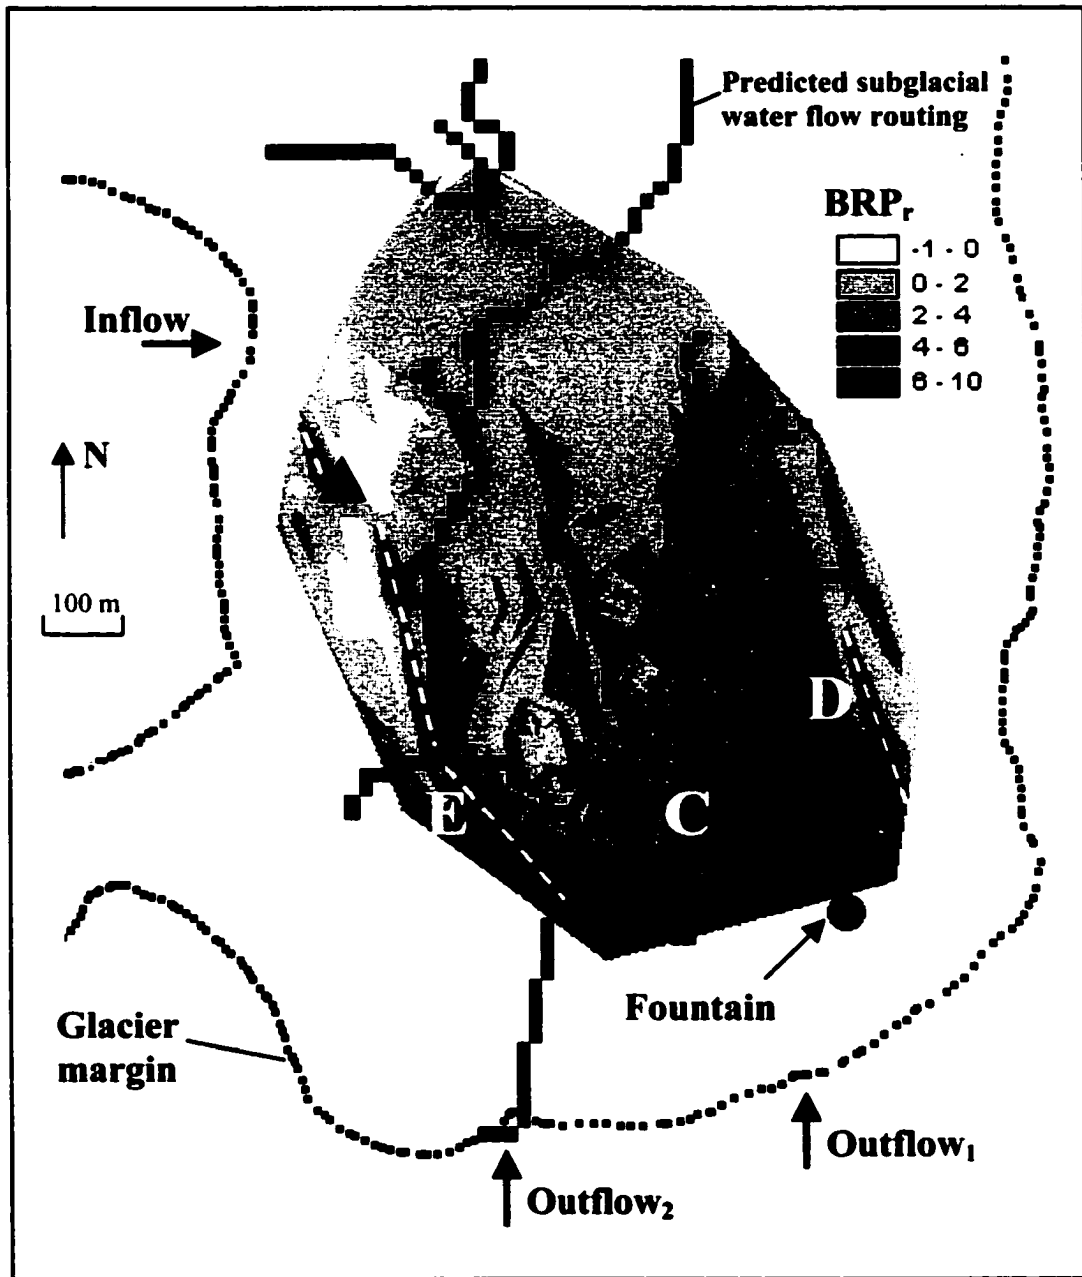 Predicted subglacial
water flow routing
BRPr
-1 - 0
0 - 2
2 - 4
4 - 6
6 - 10
Inflow
N
100 m
D
E
C
Fountain
Glacier
margin
Outflow1
Outflow2